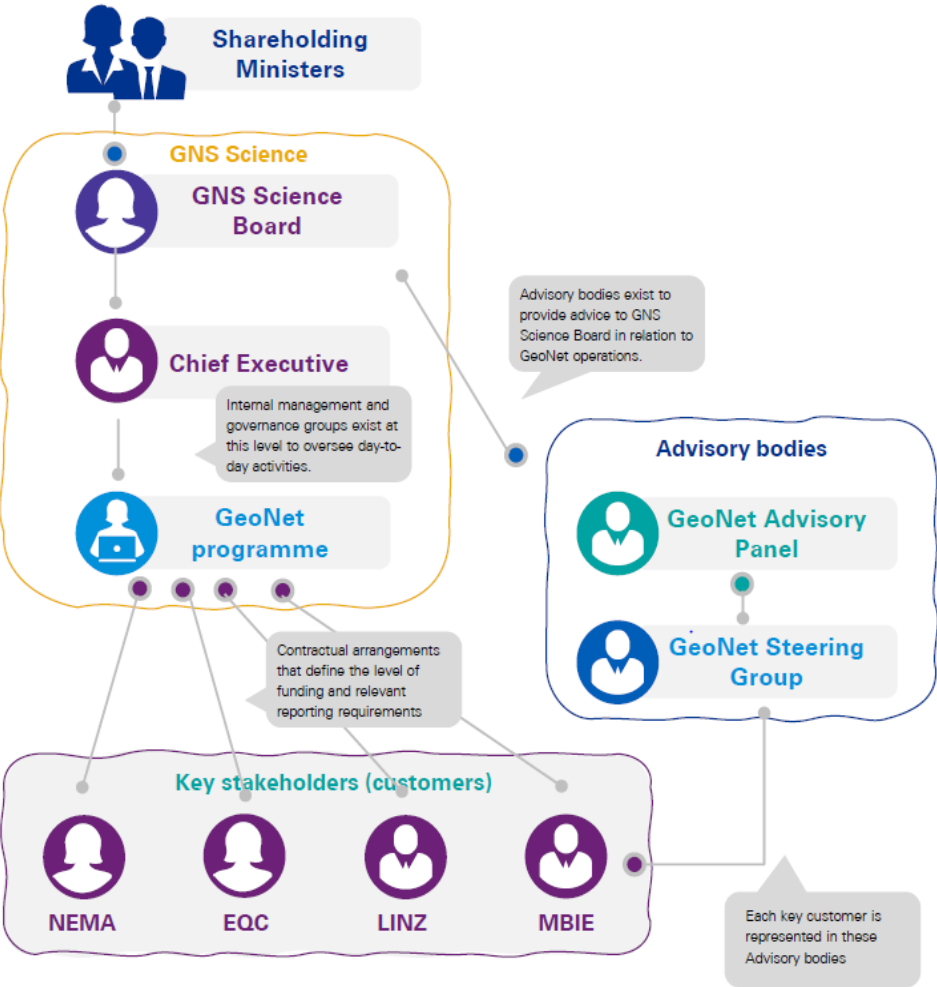 Shareholding
Ministers
GNS Science
GNS Science
Board
Chief Executive
Internal management and
governance groups exist at
this level to oversee day-to-
day activities.
GeoNet
programme
Advisory bodies exist to
provide advice to GNS
Science Board in relation to
GeoNet operations.
Advisory bodies
GeoNet Advisory
Panel
GeoNet Steering
Group
Contractual arrangements
that define the level of
funding and relevant
reporting requirements
Key stakeholders (customers)
NEMA
EQC
LINZ
MBIE
Each key customer is
represented in these
Advisory bodies